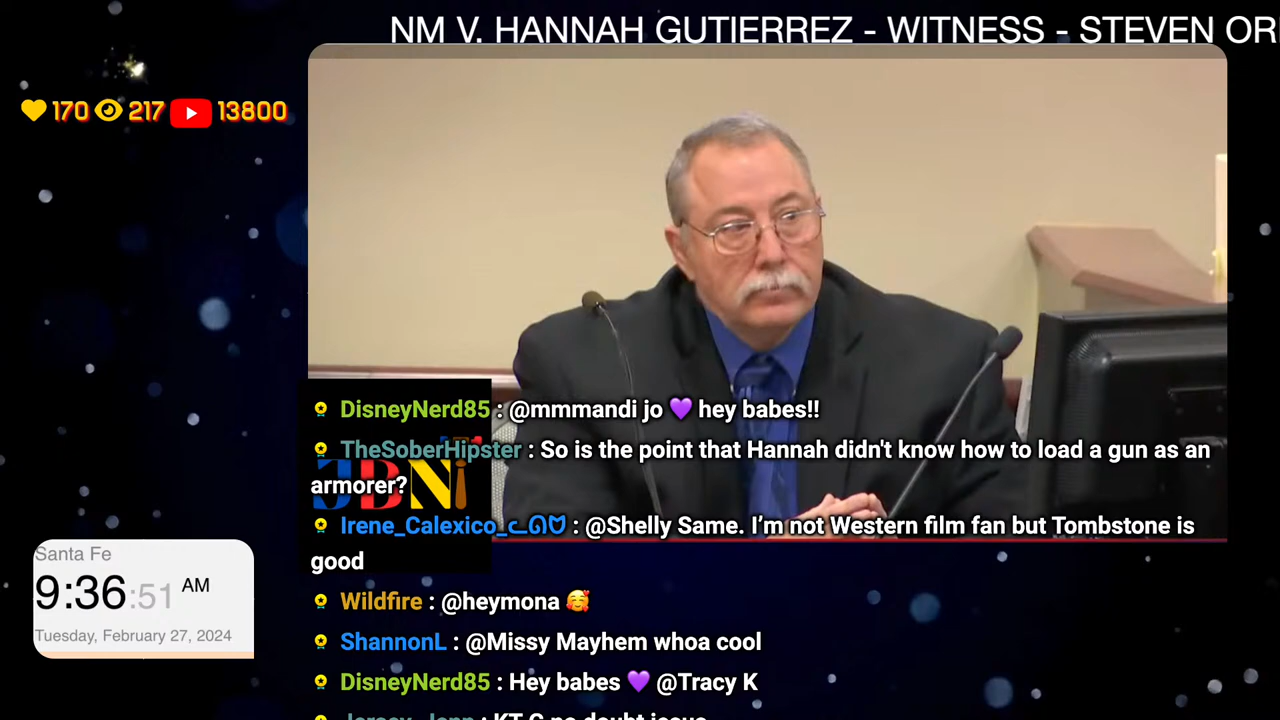 NM V. HANNAH GUTIERREZ - WITNESS - STEVEN OR
170 217 13800
DisneyNerd85 : @mmmandi jo 💜 hey babes!!
TheSoberHipster : So is the point that Hannah didn't know how to load a gun as an
armorer?
JBN
Irene_Calexico_ : @Shelly Same. I'm not Western film fan but Tombstone is
good
Santa Fe
9:36:51 AM
Tuesday, February 27, 2024
Wildfire : @heymona 🥰
ShannonL : @Missy Mayhem whoa cool
DisneyNerd85 : Hey babes 💜 @Tracy K